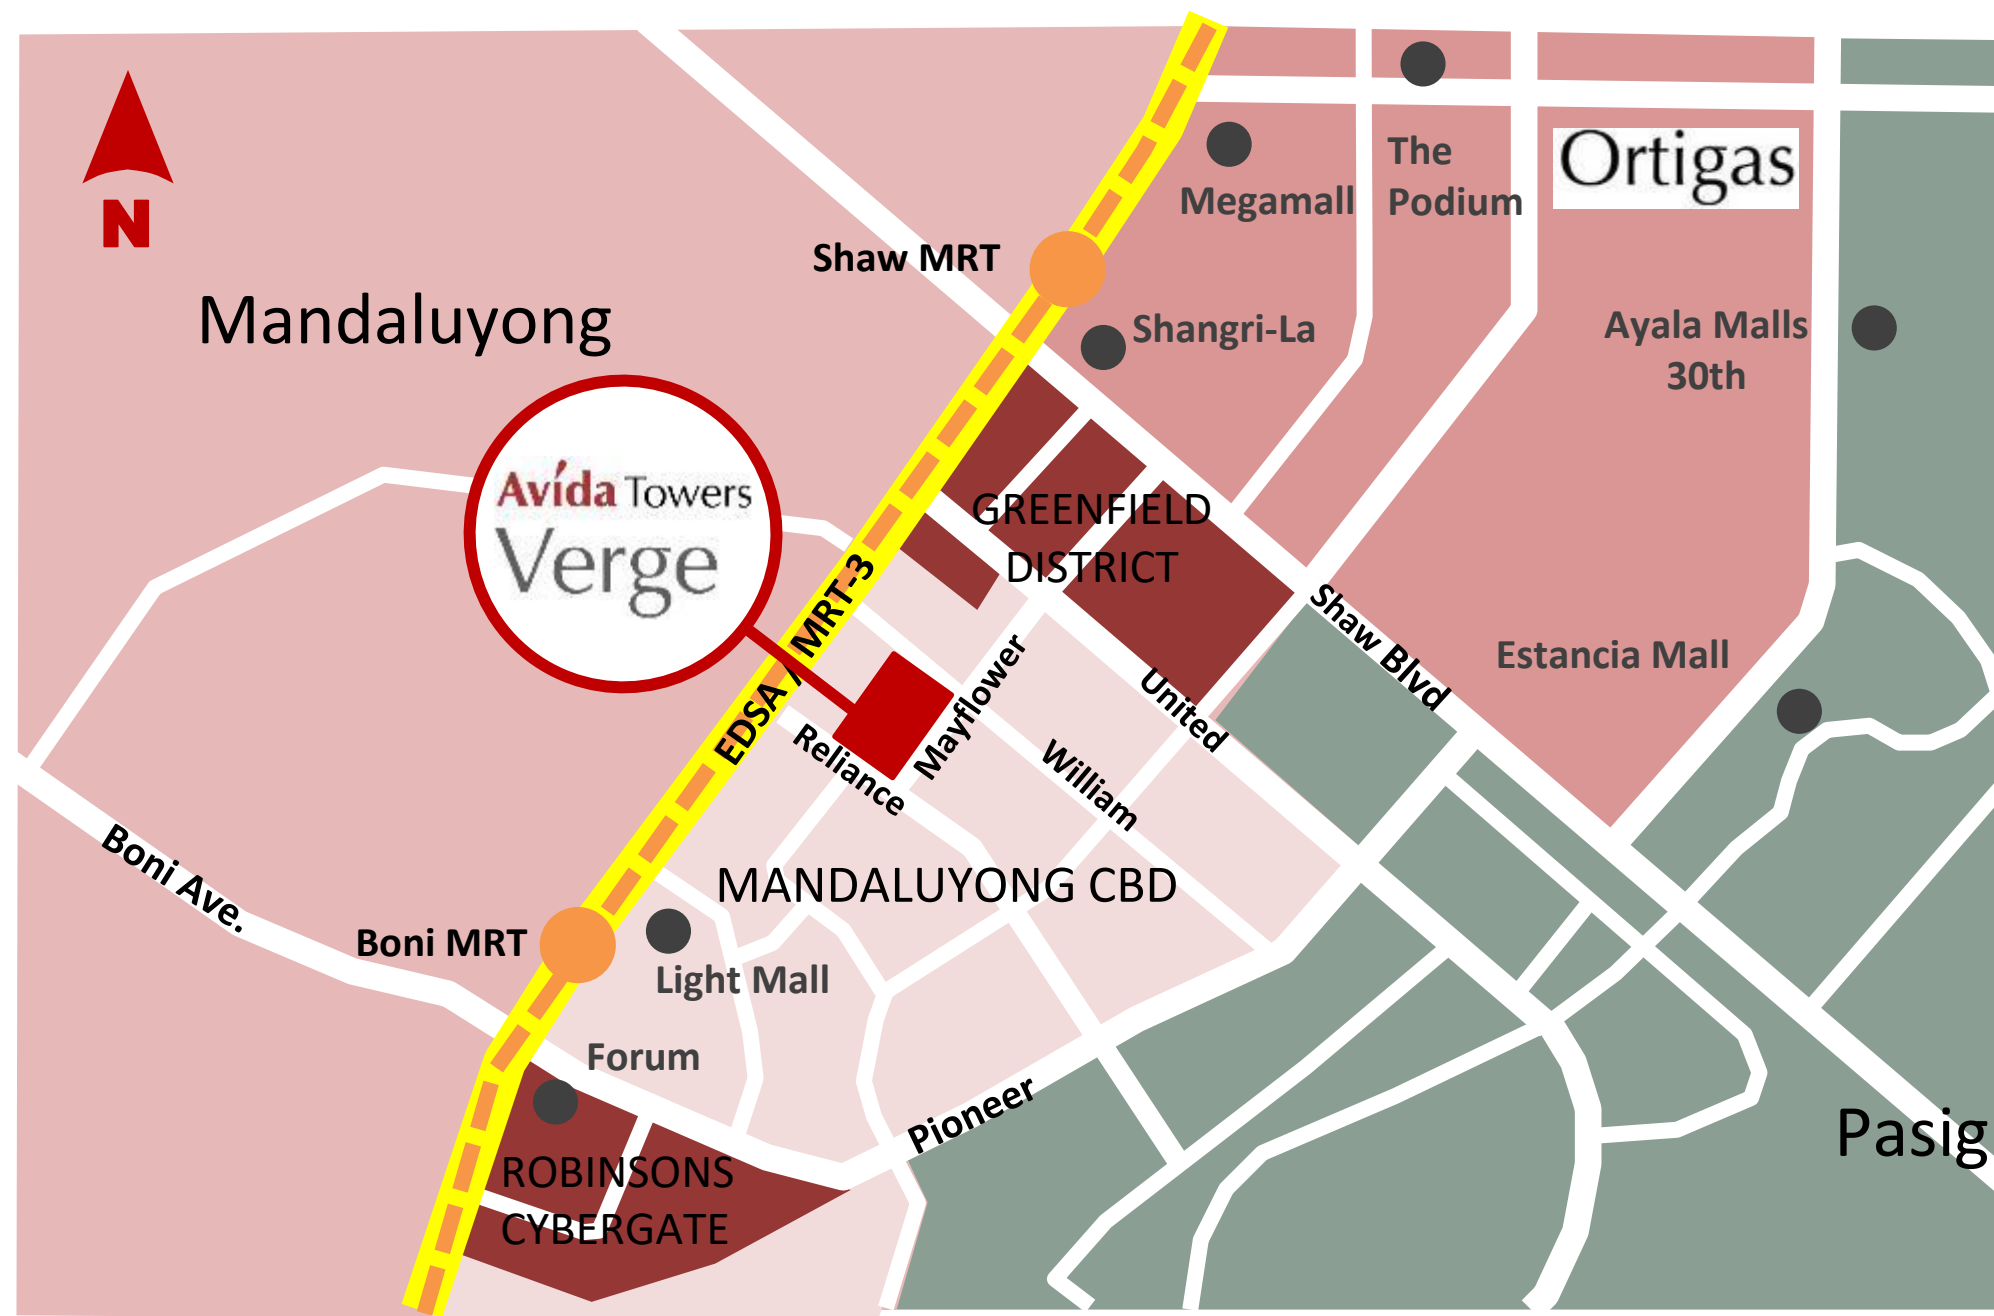 The
Podium
Ortigas
Megamall
N
Shaw MRT
Mandaluyong
Shangri-La
Ayala Malls
30th
Avída Towers
Verge
GREENFIELD
DISTRICT
EDSA / MRT-3
Shaw Blvd
Estancia Mall
Mayflower
United
Reliance
William
Boni Ave.
MANDALUYONG CBD
Boni MRT
Light Mall
Forum
Pioneer
Pasig
ROBINSONS
CYBERGATE